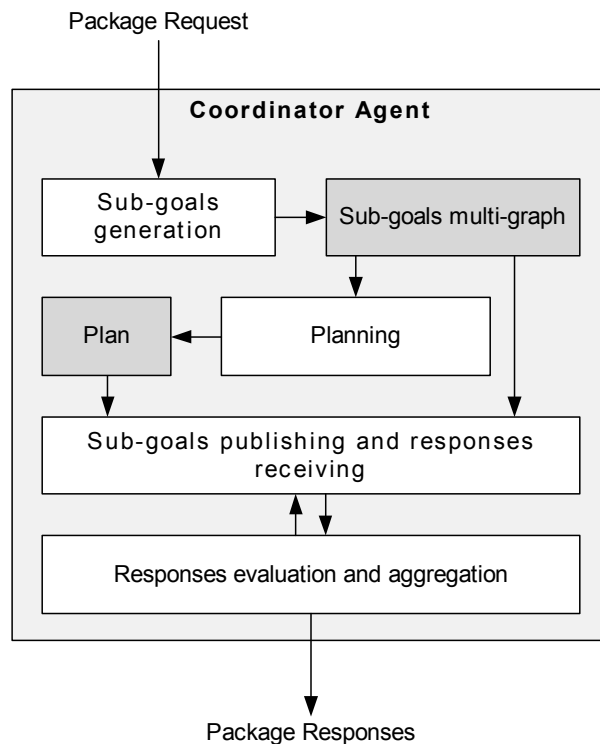 Package Request
Coordinator Agent
Sub-goals
generation
Sub-goals multi-graph
Plan
Planning
Sub-goals publishing and responses
receiving
Responses evaluation and aggregation
Package Responses